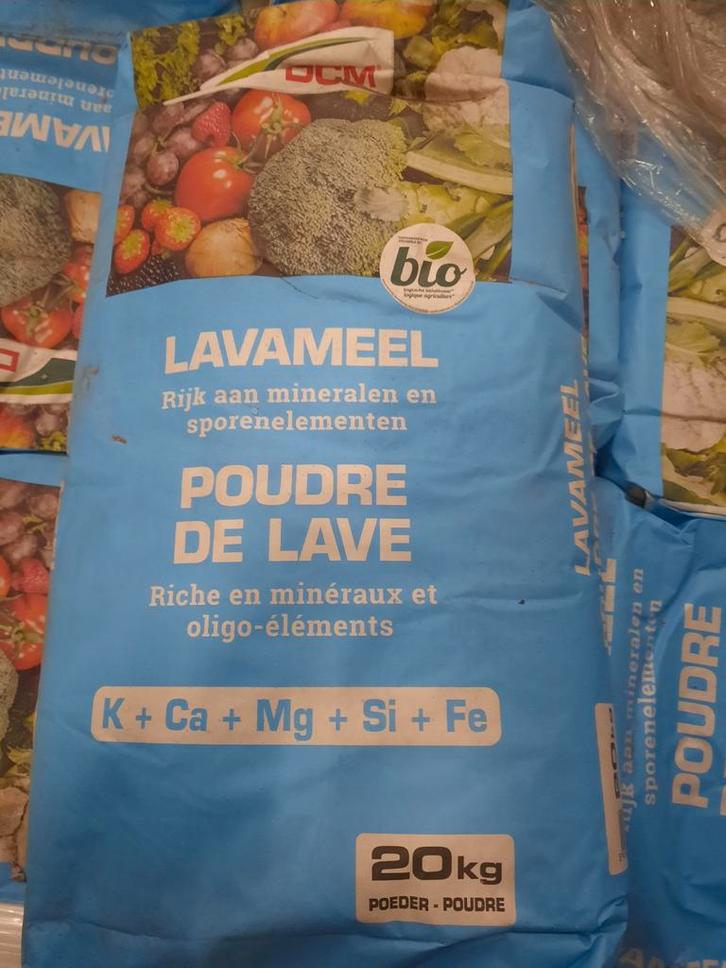 DCM
bio
LAVAMEEL
Rijk aan mineralen en
sporenelementen
POUDRE
DE LAVE
Riche en minéraux et
oligo-éléments
K + Ca + Mg + Si + Fe
20kg
POEDER - POUDRE
LAVAMEEL
aan mineralen en
sporenelementen
POUDRE